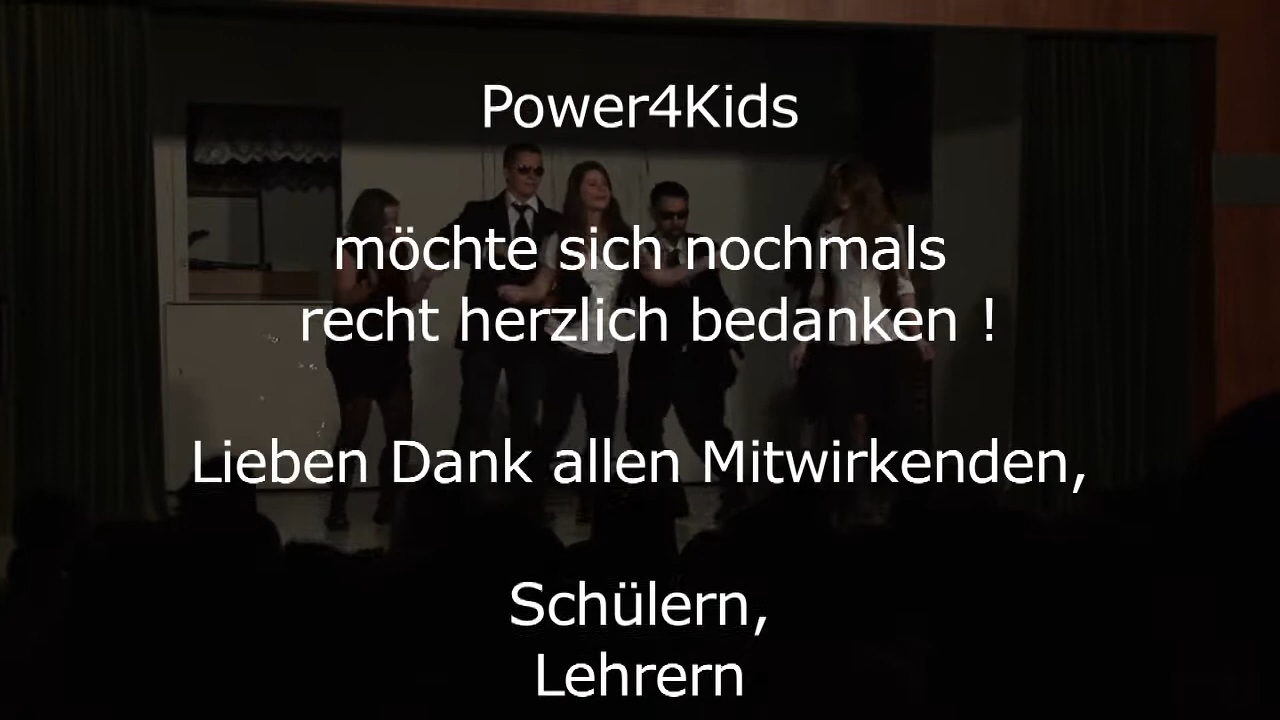 Power4Kids
möchte sich nochmals
recht herzlich bedanken !
Lieben Dank allen Mitwirkenden,
Schülern,
Lehrern